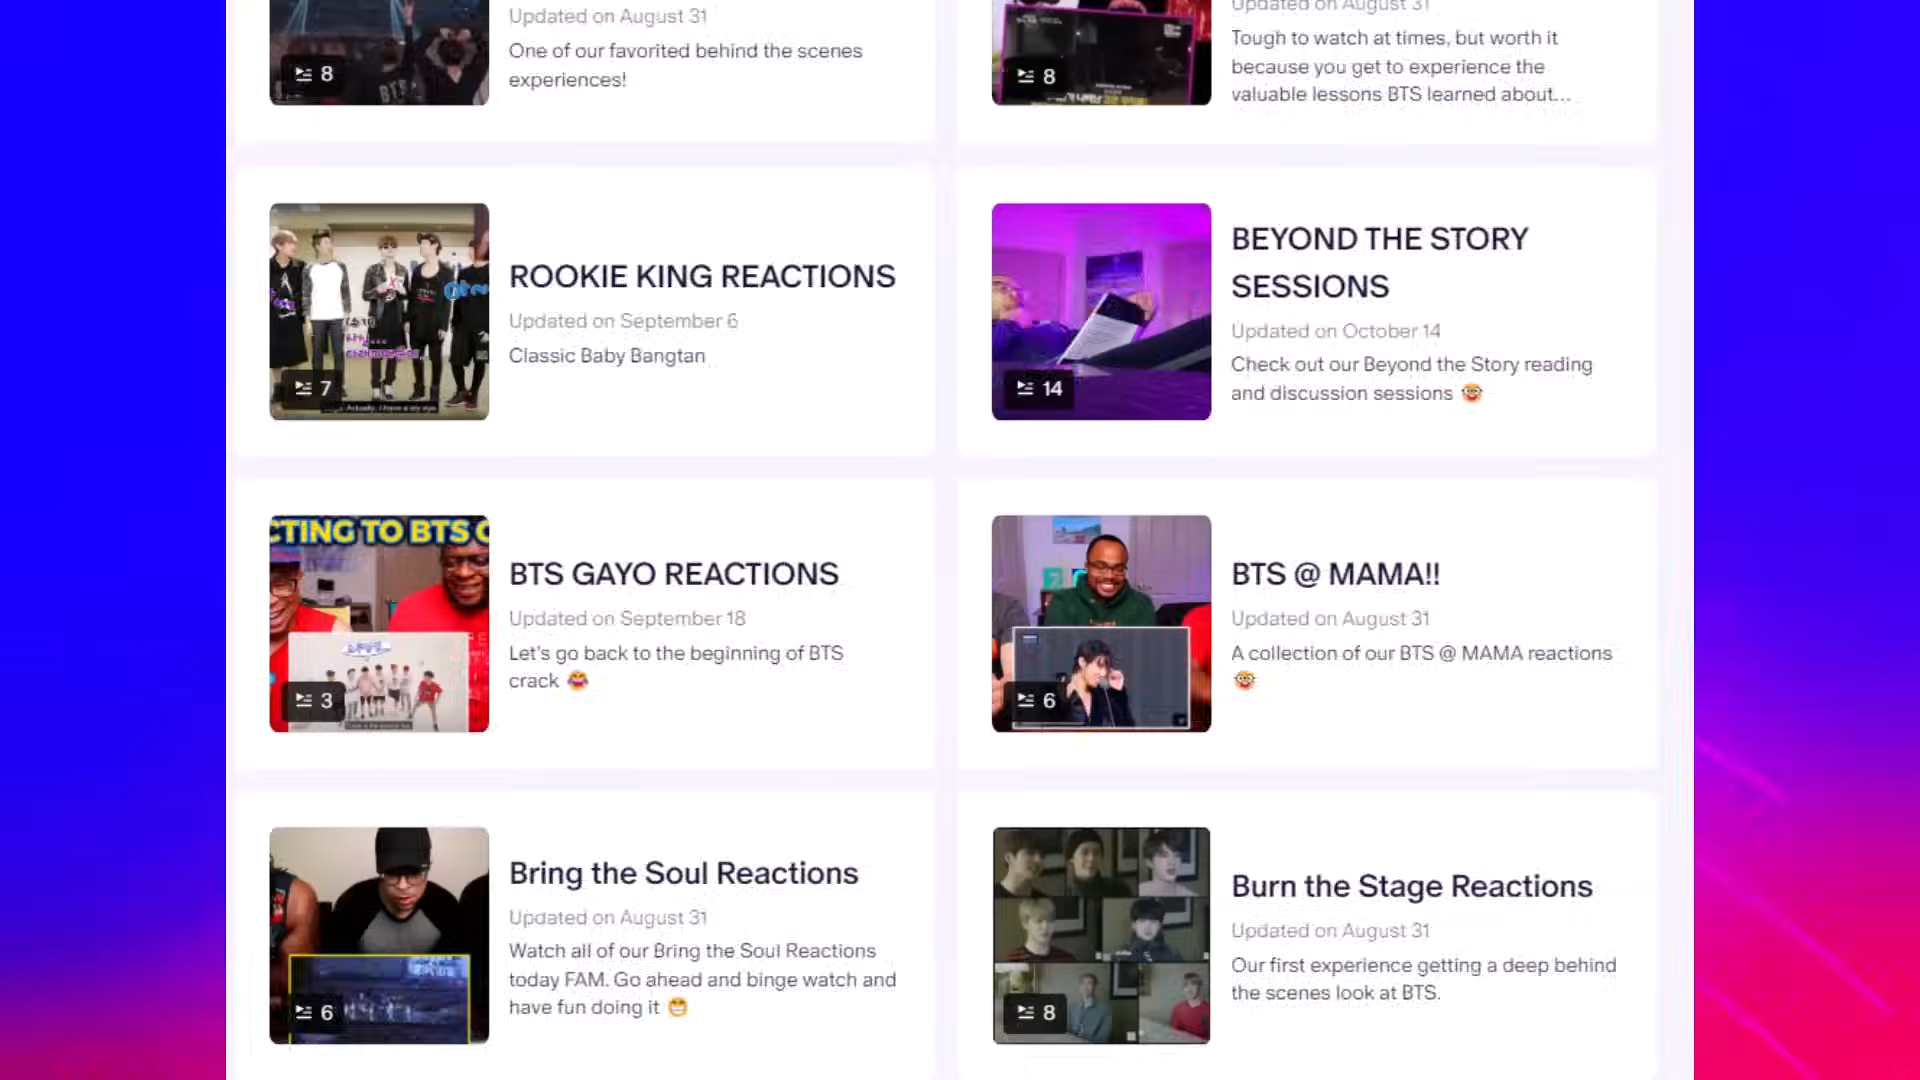 Updated on August 31
One of our favorited behind the scenes
experiences!
8
Updated on August 31
Tough to watch at times, but worth it
because you get to experience the
valuable lessons BTS learned about...
8
ROOKIE KING REACTIONS
Updated on September 6
Classic Baby Bangtan
7
BEYOND THE STORY
SESSIONS
Updated on October 14
Check out our Beyond the Story reading
and discussion sessions 🤓
14
CTING TO BTS C
BTS GAYO REACTIONS
Updated on September 18
Let's go back to the beginning of BTS
crack 😂
3
BTS @ MAMA!!
Updated on August 31
A collection of our BTS @ MAMA reactions
🤓
6
Bring the Soul Reactions
Updated on August 31
Watch all of our Bring the Soul Reactions
today FAM. Go ahead and binge watch and
have fun doing it 😁
6
Burn the Stage Reactions
Updated on August 31
Our first experience getting a deep behind
the scenes look at BTS.
8